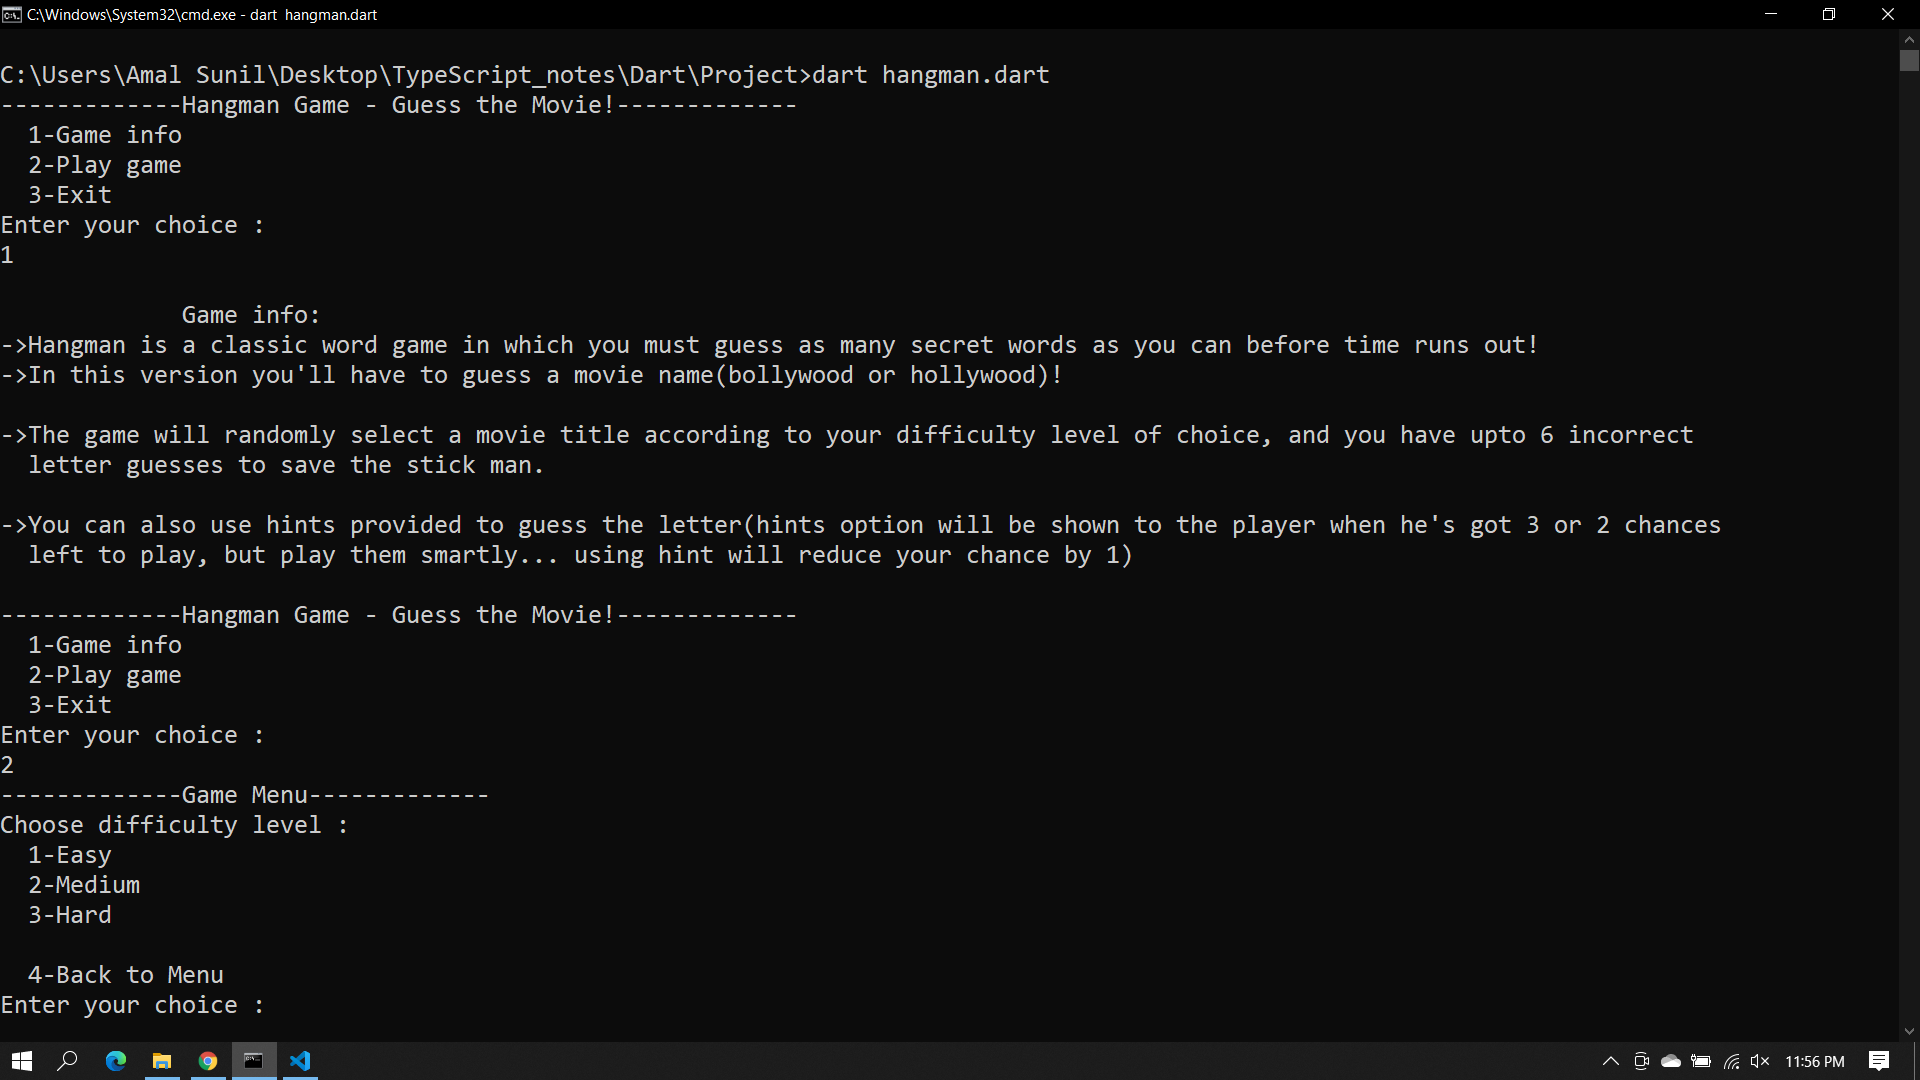 C:\Windows\System32\cmd.exe - dart  hangman.dart
C:\Users\Amal Sunil\Desktop\TypeScript_notes\Dart\Project>dart hangman.dart
-------------Hangman Game - Guess the Movie!-------------
  1-Game info
  2-Play game
  3-Exit
Enter your choice :
1
             Game info:
->Hangman is a classic word game in which you must guess as many secret words as you can before time runs out!
->In this version you'll have to guess a movie name(bollywood or hollywood)!
->The game will randomly select a movie title according to your difficulty level of choice, and you have upto 6 incorrect
  letter guesses to save the stick man.
->You can also use hints provided to guess the letter(hints option will be shown to the player when he's got 3 or 2 chances
  left to play, but play them smartly... using hint will reduce your chance by 1)
-------------Hangman Game - Guess the Movie!-------------
  1-Game info
  2-Play game
  3-Exit
Enter your choice :
2
-------------Game Menu-------------
Choose difficulty level :
  1-Easy
  2-Medium
  3-Hard
  4-Back to Menu
Enter your choice :
11:56 PM